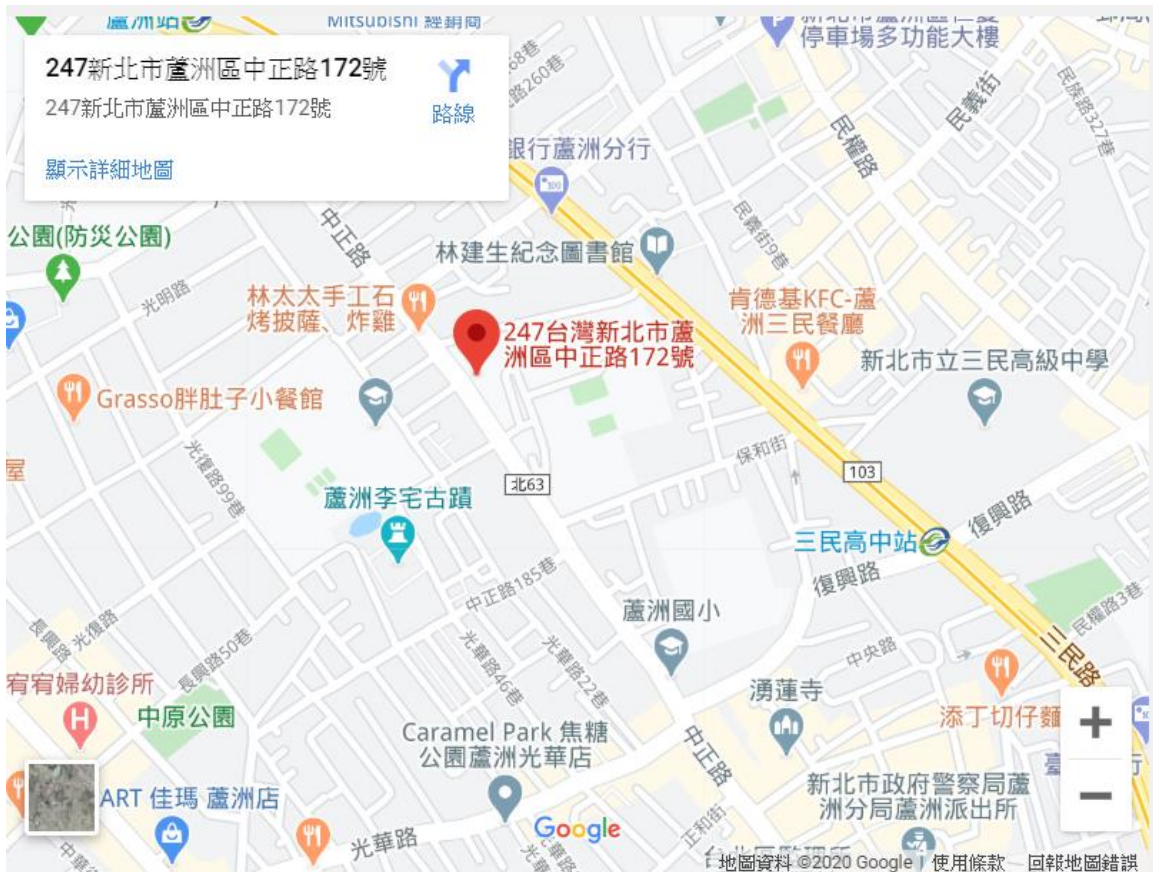 蘆洲站
Mitsubishi 經銷商
停車場多功能大樓
247新北市蘆洲區中正路172號
247新北市蘆洲區中正路172號
路線
顯示詳細地圖
路260巷
民族路327巷
民義街
民權路
銀行蘆洲分行
民義街9巷
中正路
公園(防災公園)
林建生紀念圖書館
光明路
林太太手工石
烤披薩、炸雞
肯德基KFC-蘆
洲三民餐廳
247台灣新北市蘆
洲區中正路172號
新北市立三民高級中學
Grasso胖肚子小餐館
保和街
屋
光復路99巷
北63
103
蘆洲李宅古蹟
復興路
三民高中站
復興路
中正路185巷
蘆洲國小
民權路3巷
長興路
光復路
長興路50巷
光華路46巷
光華路22巷
中央路
三民路
宥宥婦幼診所
湧蓮寺
中原公園
添丁切仔麵
Caramel Park 焦糖
公園蘆洲光華店
中正路
新北市政府警察局蘆
洲分局蘆洲派出所
ART 佳瑪 蘆洲店
Google
正和街
光華路
地圖資料 ©2020 Google
使用條款
回報地圖錯誤